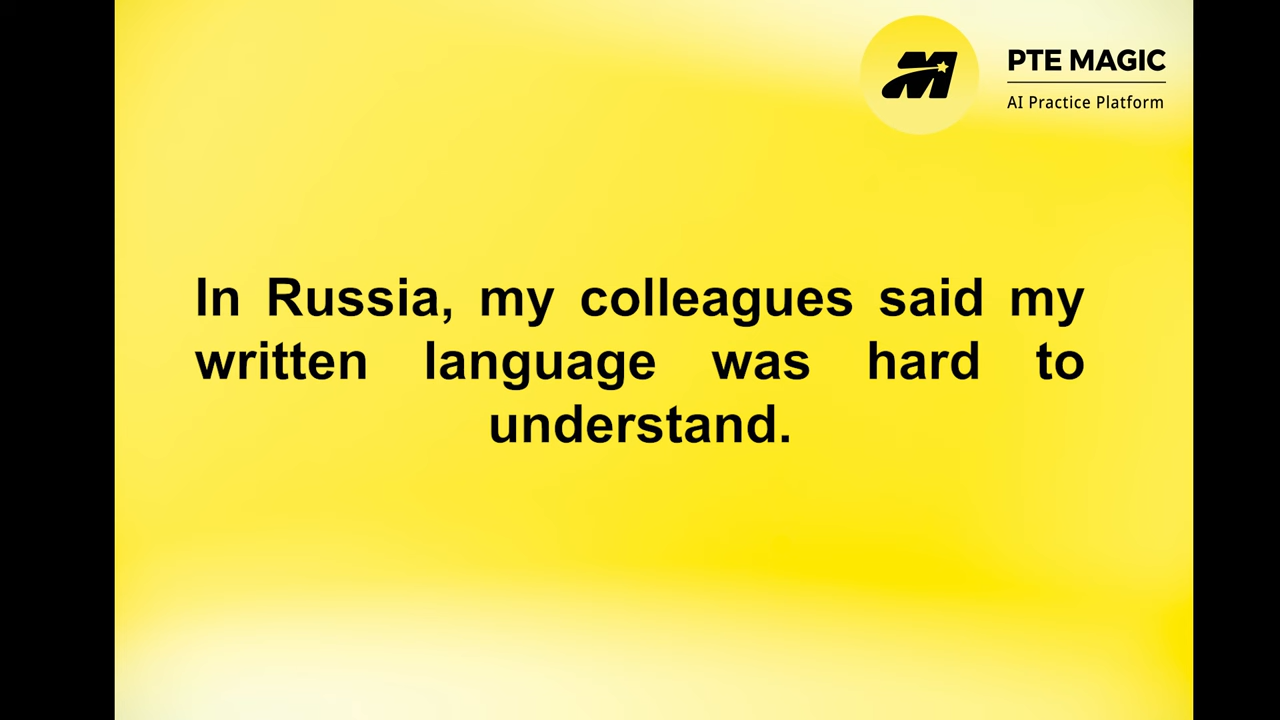 PTE MAGIC
AI Practice Platform
In Russia, my colleagues said my
written language was hard to
understand.